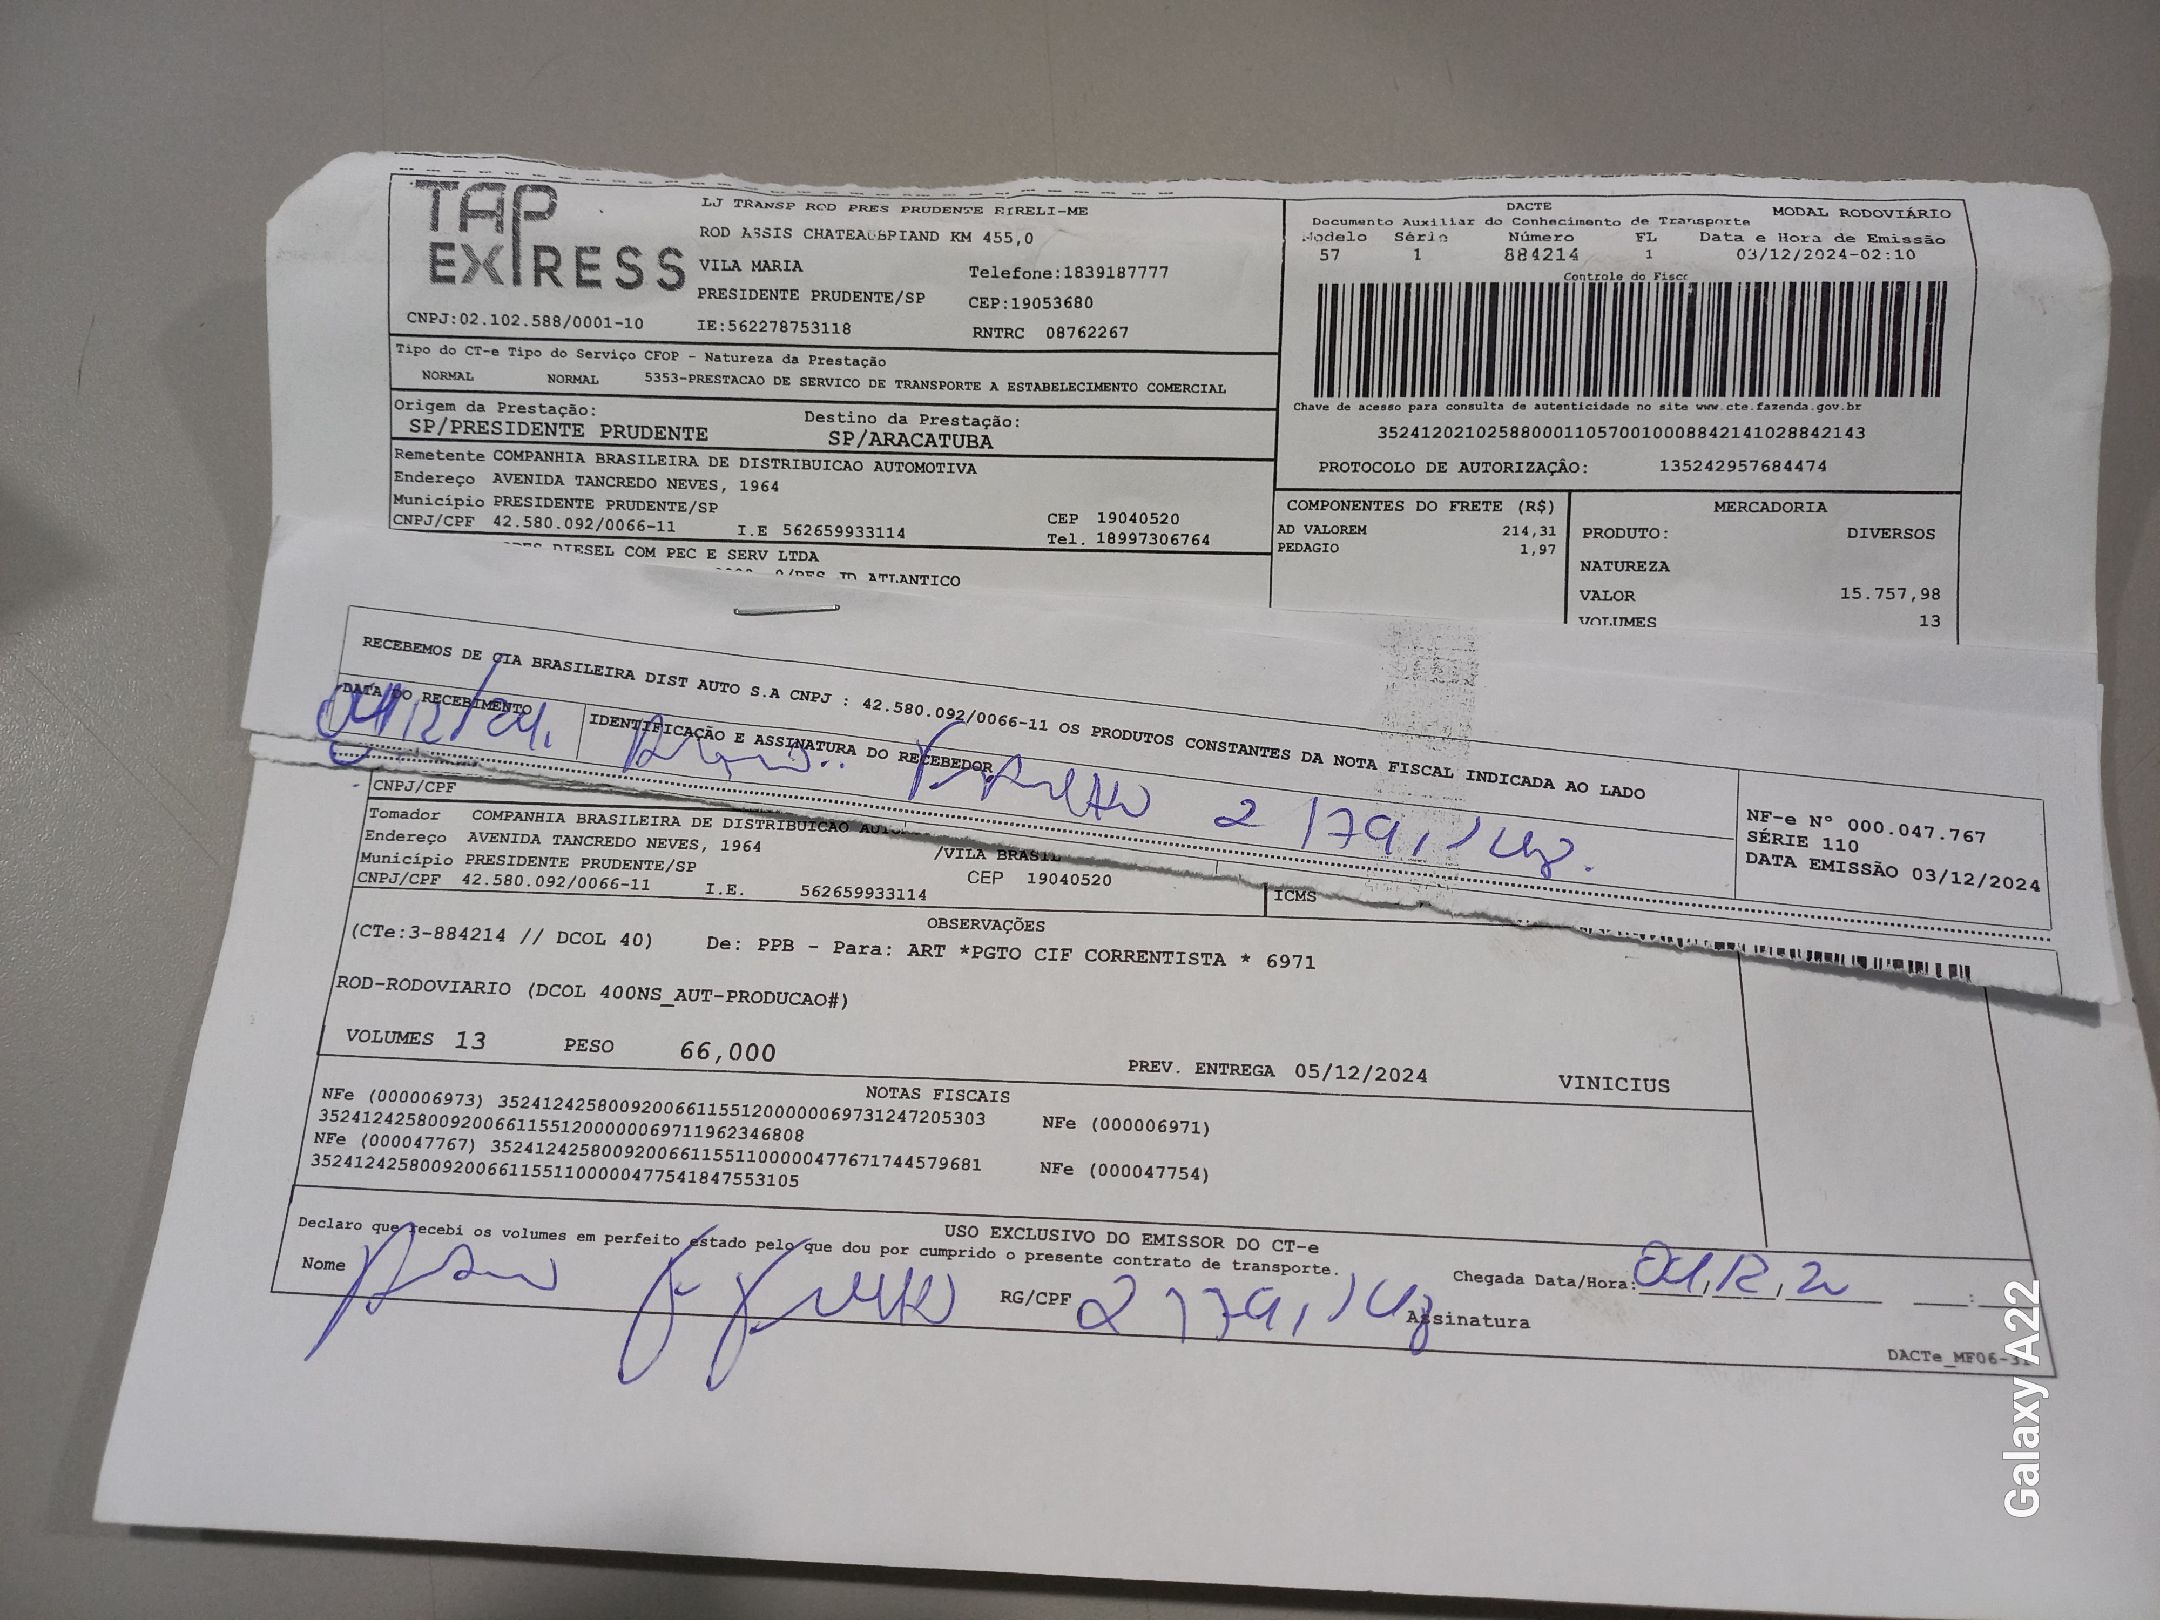 TAP EXPRESS
LJ TRANSP ROD PRES PRUDENTE EIRELI-ME
ROD ASSIS CHATEAUBRIAND KM 455,0
VILA MARIA
Telefone:1839187777
PRESIDENTE PRUDENTE/SP
CEP:19053680
CNPJ:02.102.588/0001-10
IE:562278753118
RNTRC 08762267
DACTE
MODAL RODOVIÁRIO
Documento Auxiliar do Conhecimento de Transporte
Modelo Série Número FL Data e Hora de Emissão
57 1 884214 1 03/12/2024-02:10
Controle do Fisco
Chave de acesso para consulta de autenticidade no site www.cte.fazenda.gov.br
35241202102588000110570010008842141028842143
PROTOCOLO DE AUTORIZAÇÂO: 135242957684474
Tipo do CT-e Tipo do Serviço CFOP - Natureza da Prestação
NORMAL NORMAL 5353-PRESTACAO DE SERVICO DE TRANSPORTE A ESTABELECIMENTO COMERCIAL
Origem da Prestação: Destino da Prestação:
SP/PRESIDENTE PRUDENTE SP/ARACATUBA
Remetente COMPANHIA BRASILEIRA DE DISTRIBUICAO AUTOMOTIVA
Endereço AVENIDA TANCREDO NEVES, 1964
Município PRESIDENTE PRUDENTE/SP
CEP 19040520
CNPJ/CPF 42.580.092/0066-11 I.E 562659933114
Tel. 18997306764
COMPONENTES DO FRETE (R$)
AD VALOREM 214,31
PEDAGIO 1,97
MERCADORIA
PRODUTO: DIVERSOS
NATUREZA
VALOR 15.757,98
VOLUMES 13
DIESEL COM PEC E SERV LTDA
JD ATLANTICO
RECEBEMOS DE CIA BRASILEIRA DIST AUTO S.A CNPJ : 42.580.092/0066-11 OS PRODUTOS CONSTANTES DA NOTA FISCAL INDICADA AO LADO
DATA DO RECEBIMENTO
04/12/24.
IDENTIFICAÇÃO E ASSINATURA DO RECEBEDOR
NF-e N° 000.047.767
SÉRIE 110
DATA EMISSÃO 03/12/2024
CNPJ/CPF
Tomador COMPANHIA BRASILEIRA DE DISTRIBUICAO
Endereço AVENIDA TANCREDO NEVES, 1964
/VILA BRASIL
Município PRESIDENTE PRUDENTE/SP
CEP 19040520
CNPJ/CPF 42.580.092/0066-11 I.E. 562659933114
ICMS
OBSERVAÇÕES
(CTe:3-884214 // DCOL 40) De: PPB - Para: ART *PGTO CIF CORRENTISTA * 6971
ROD-RODOVIARIO (DCOL 400NS_AUT-PRODUCAO#)
VOLUMES 13 PESO 66,000
PREV. ENTREGA 05/12/2024 VINICIUS
NOTAS FISCAIS
NFe (000006973) 35241242580092006611551200000069731247205303 NFe (000006971)
35241242580092006611551200000069711962346808
NFe (000047767) 35241242580092006611551100000477671744579681 NFe (000047754)
35241242580092006611551100000477541847553105
USO EXCLUSIVO DO EMISSOR DO CT-e
Declaro que recebi os volumes em perfeito estado pelo que dou por cumprido o presente contrato de transporte.
Nome
RG/CPF
Chegada Data/Hora:
Assinatura
DACTe_MF06-31
Galaxy A22